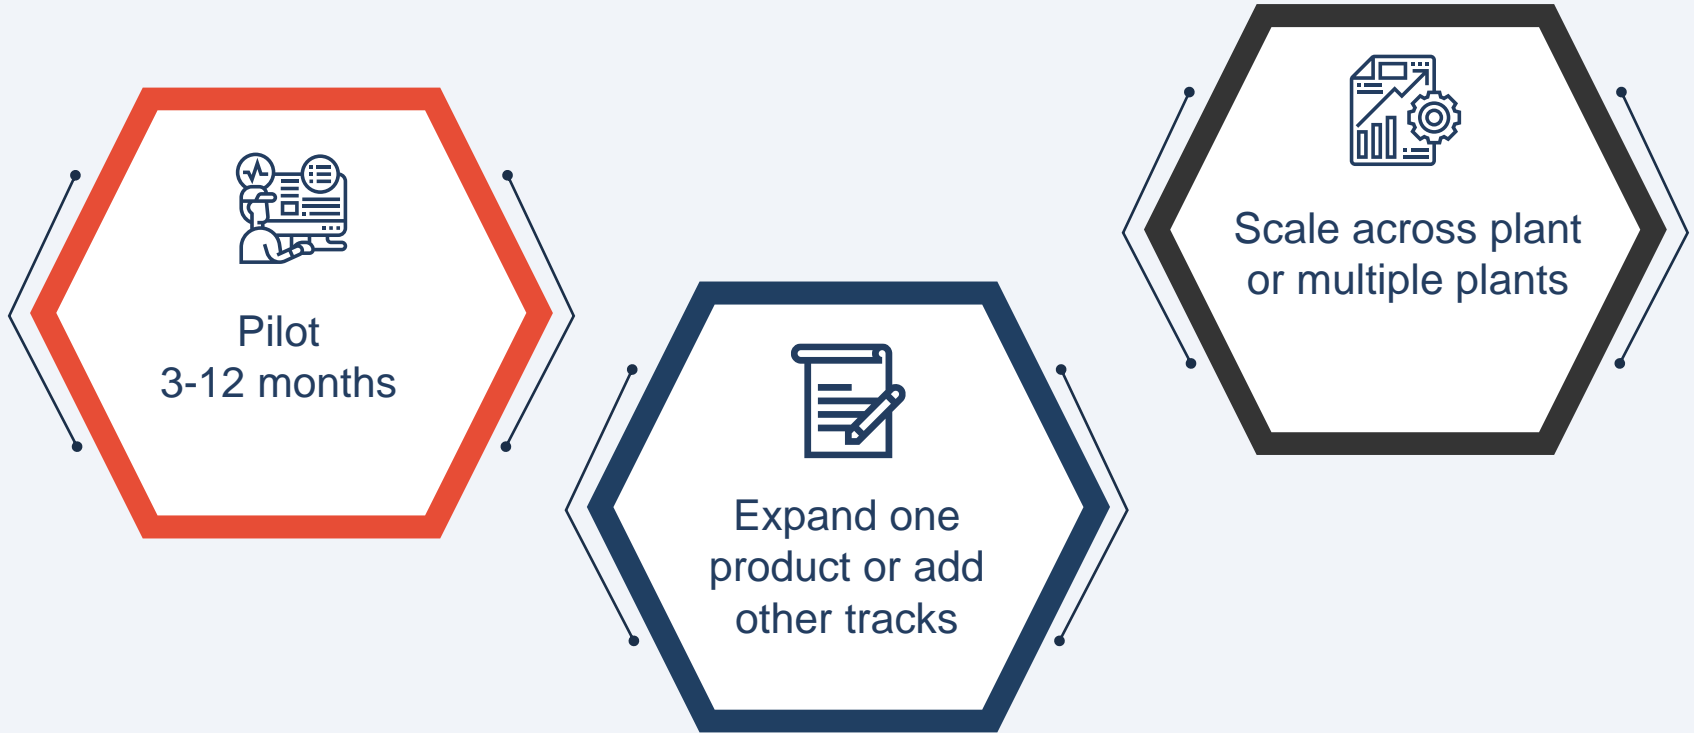 Pilot
3-12 months
Expand one
product or add
other tracks
Scale across plant
or multiple plants